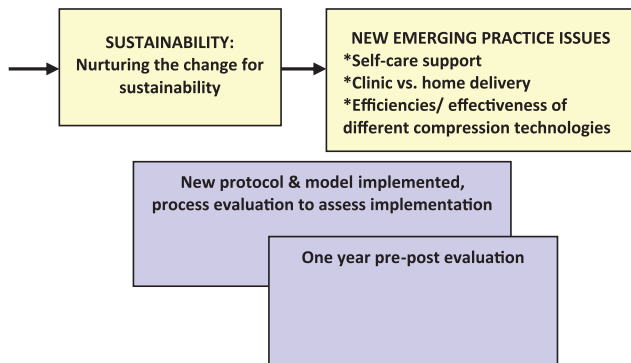 SUSTAINABILITY:
Nurturing the change for
sustainability
NEW EMERGING PRACTICE ISSUES
*Self-care support
*Clinic vs. home delivery
*Efficiencies/ effectiveness of
different compression technologies
New protocol & model implemented,
process evaluation to assess implementation
One year pre-post evaluation